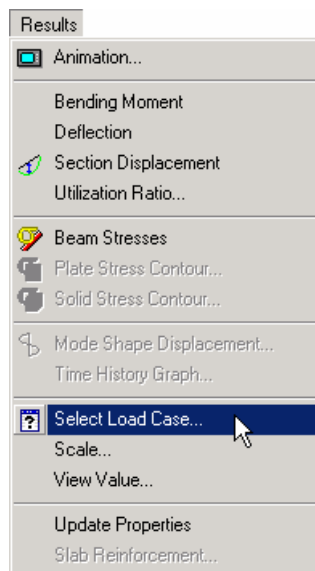 Results
Animation...
Bending Moment
Deflection
Section Displacement
Utilization Ratio...
Beam Stresses
Plate Stress Contour...
Solid Stress Contour...
Mode Shape Displacement...
Time History Graph...
Select Load Case...
Scale...
View Value...
Update Properties
Slab Reinforcement...